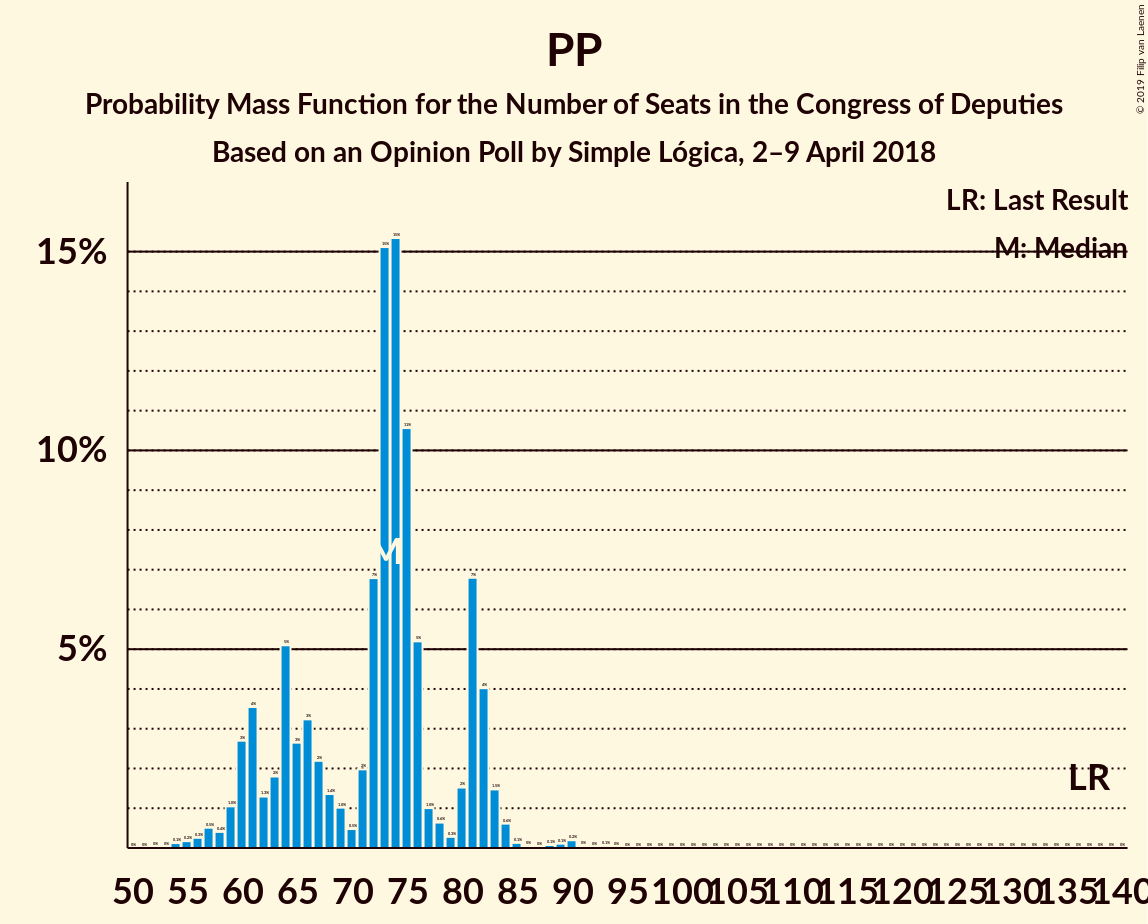 PP
Probability Mass Function for the Number of Seats in the Congress of Deputies
Based on an Opinion Poll by Simple Lógica, 2–9 April 2018
© 2019 Filip van Laenen
LR: Last Result
M: Median
15%
10%
5%
M
LR
50 55 60 65 70 75 80 85 90 95 100 105 110 115 120 125 130 135 140